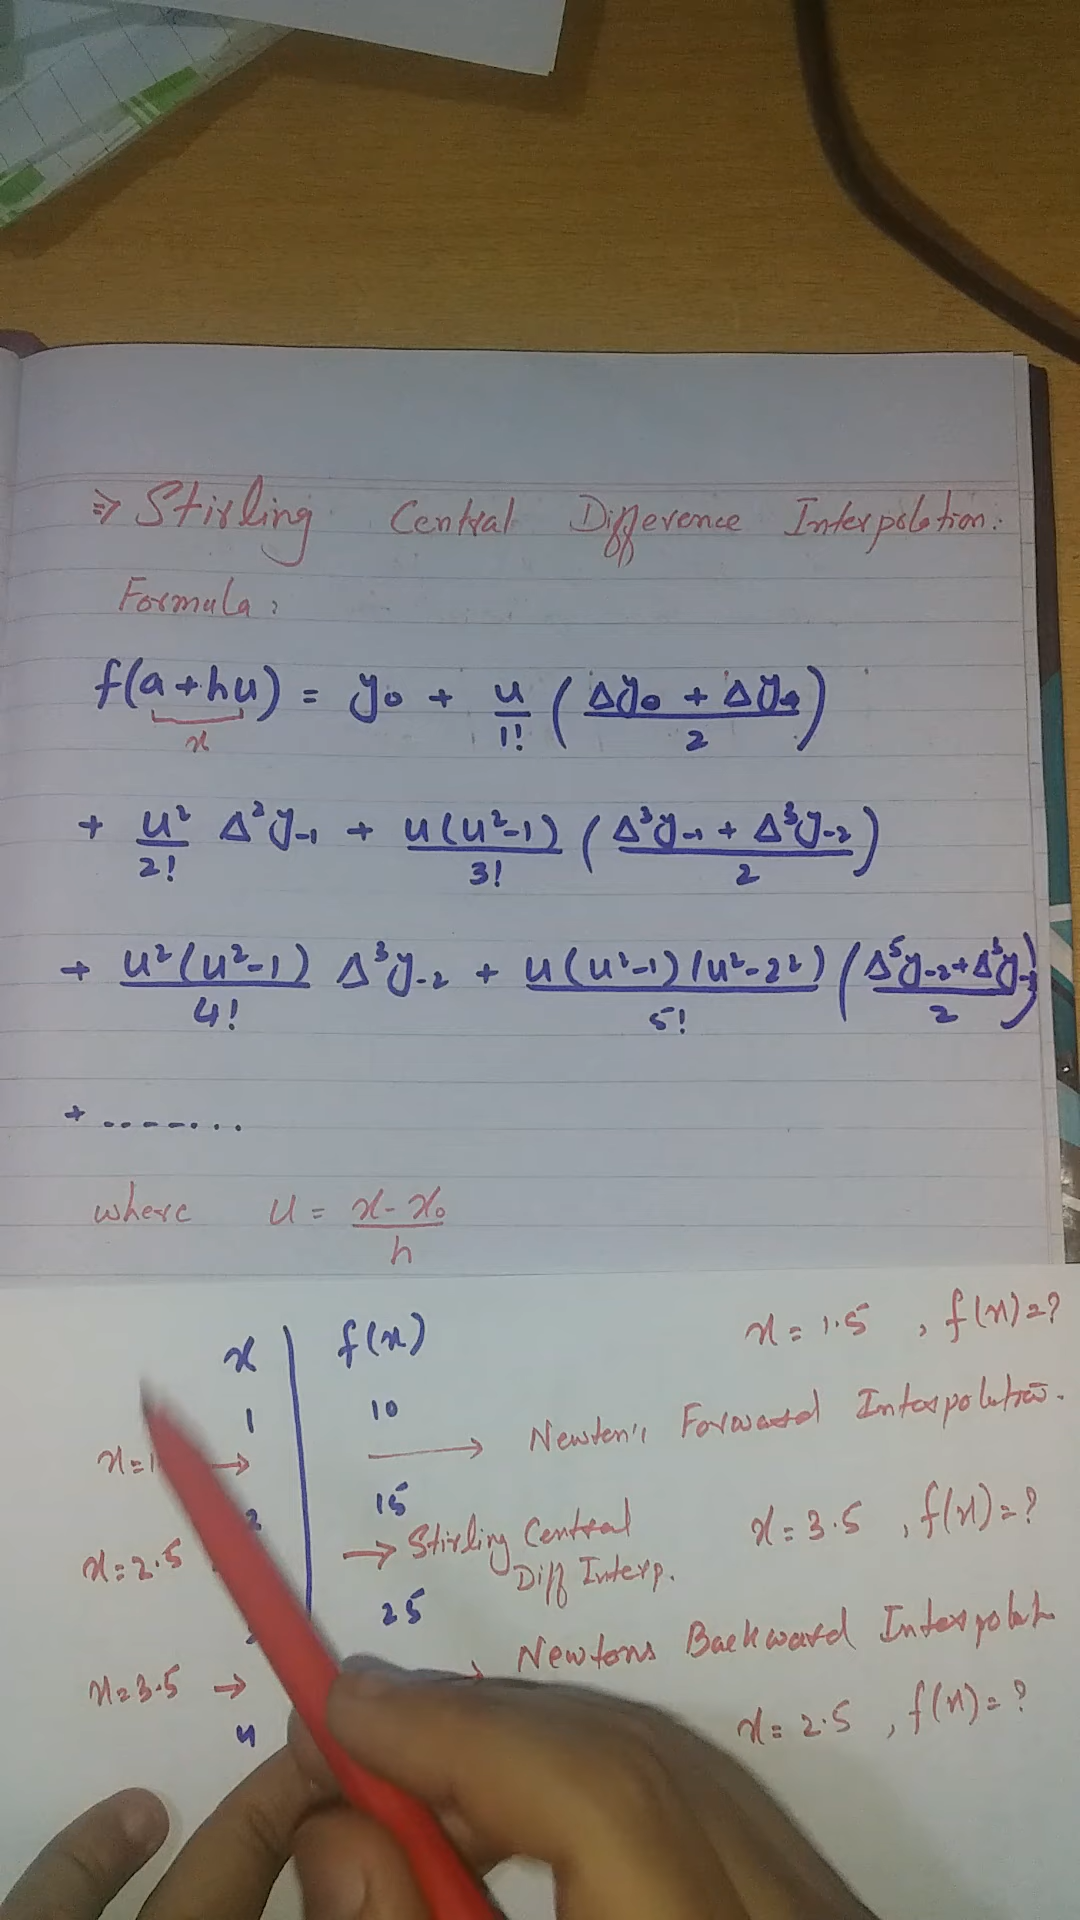 ⇒ Stirling Central Difference Interpolation
Formula:
f(a+hu) = y₀ + u/1! ( (Δy₀ + Δy₋₁)/2 )
x
+ u²/2! Δ²y₋₁ + u(u²-1)/3! ( (Δ³y₋₁ + Δ³y₋₂)/2 )
+ u²(u²-1)/4! Δ³y₋₂ + u(u²-1)(u²-2²)/5! ( (Δ⁵y₋₂ + Δ⁵y₋₃)/2 )
+ .......
where u = (x - x₀)/h
x | f(x) x = 1.5 , f(x) = ?
1 10
→ → Newton's Forward Interpolation.
2 15
x = 3.5 , f(x) = ?
x = 2.5 → Stirling Central
Diff Interp.
25
x = 3.5 → Newtons Backward
4
x = 2.5 , f(x) = ?